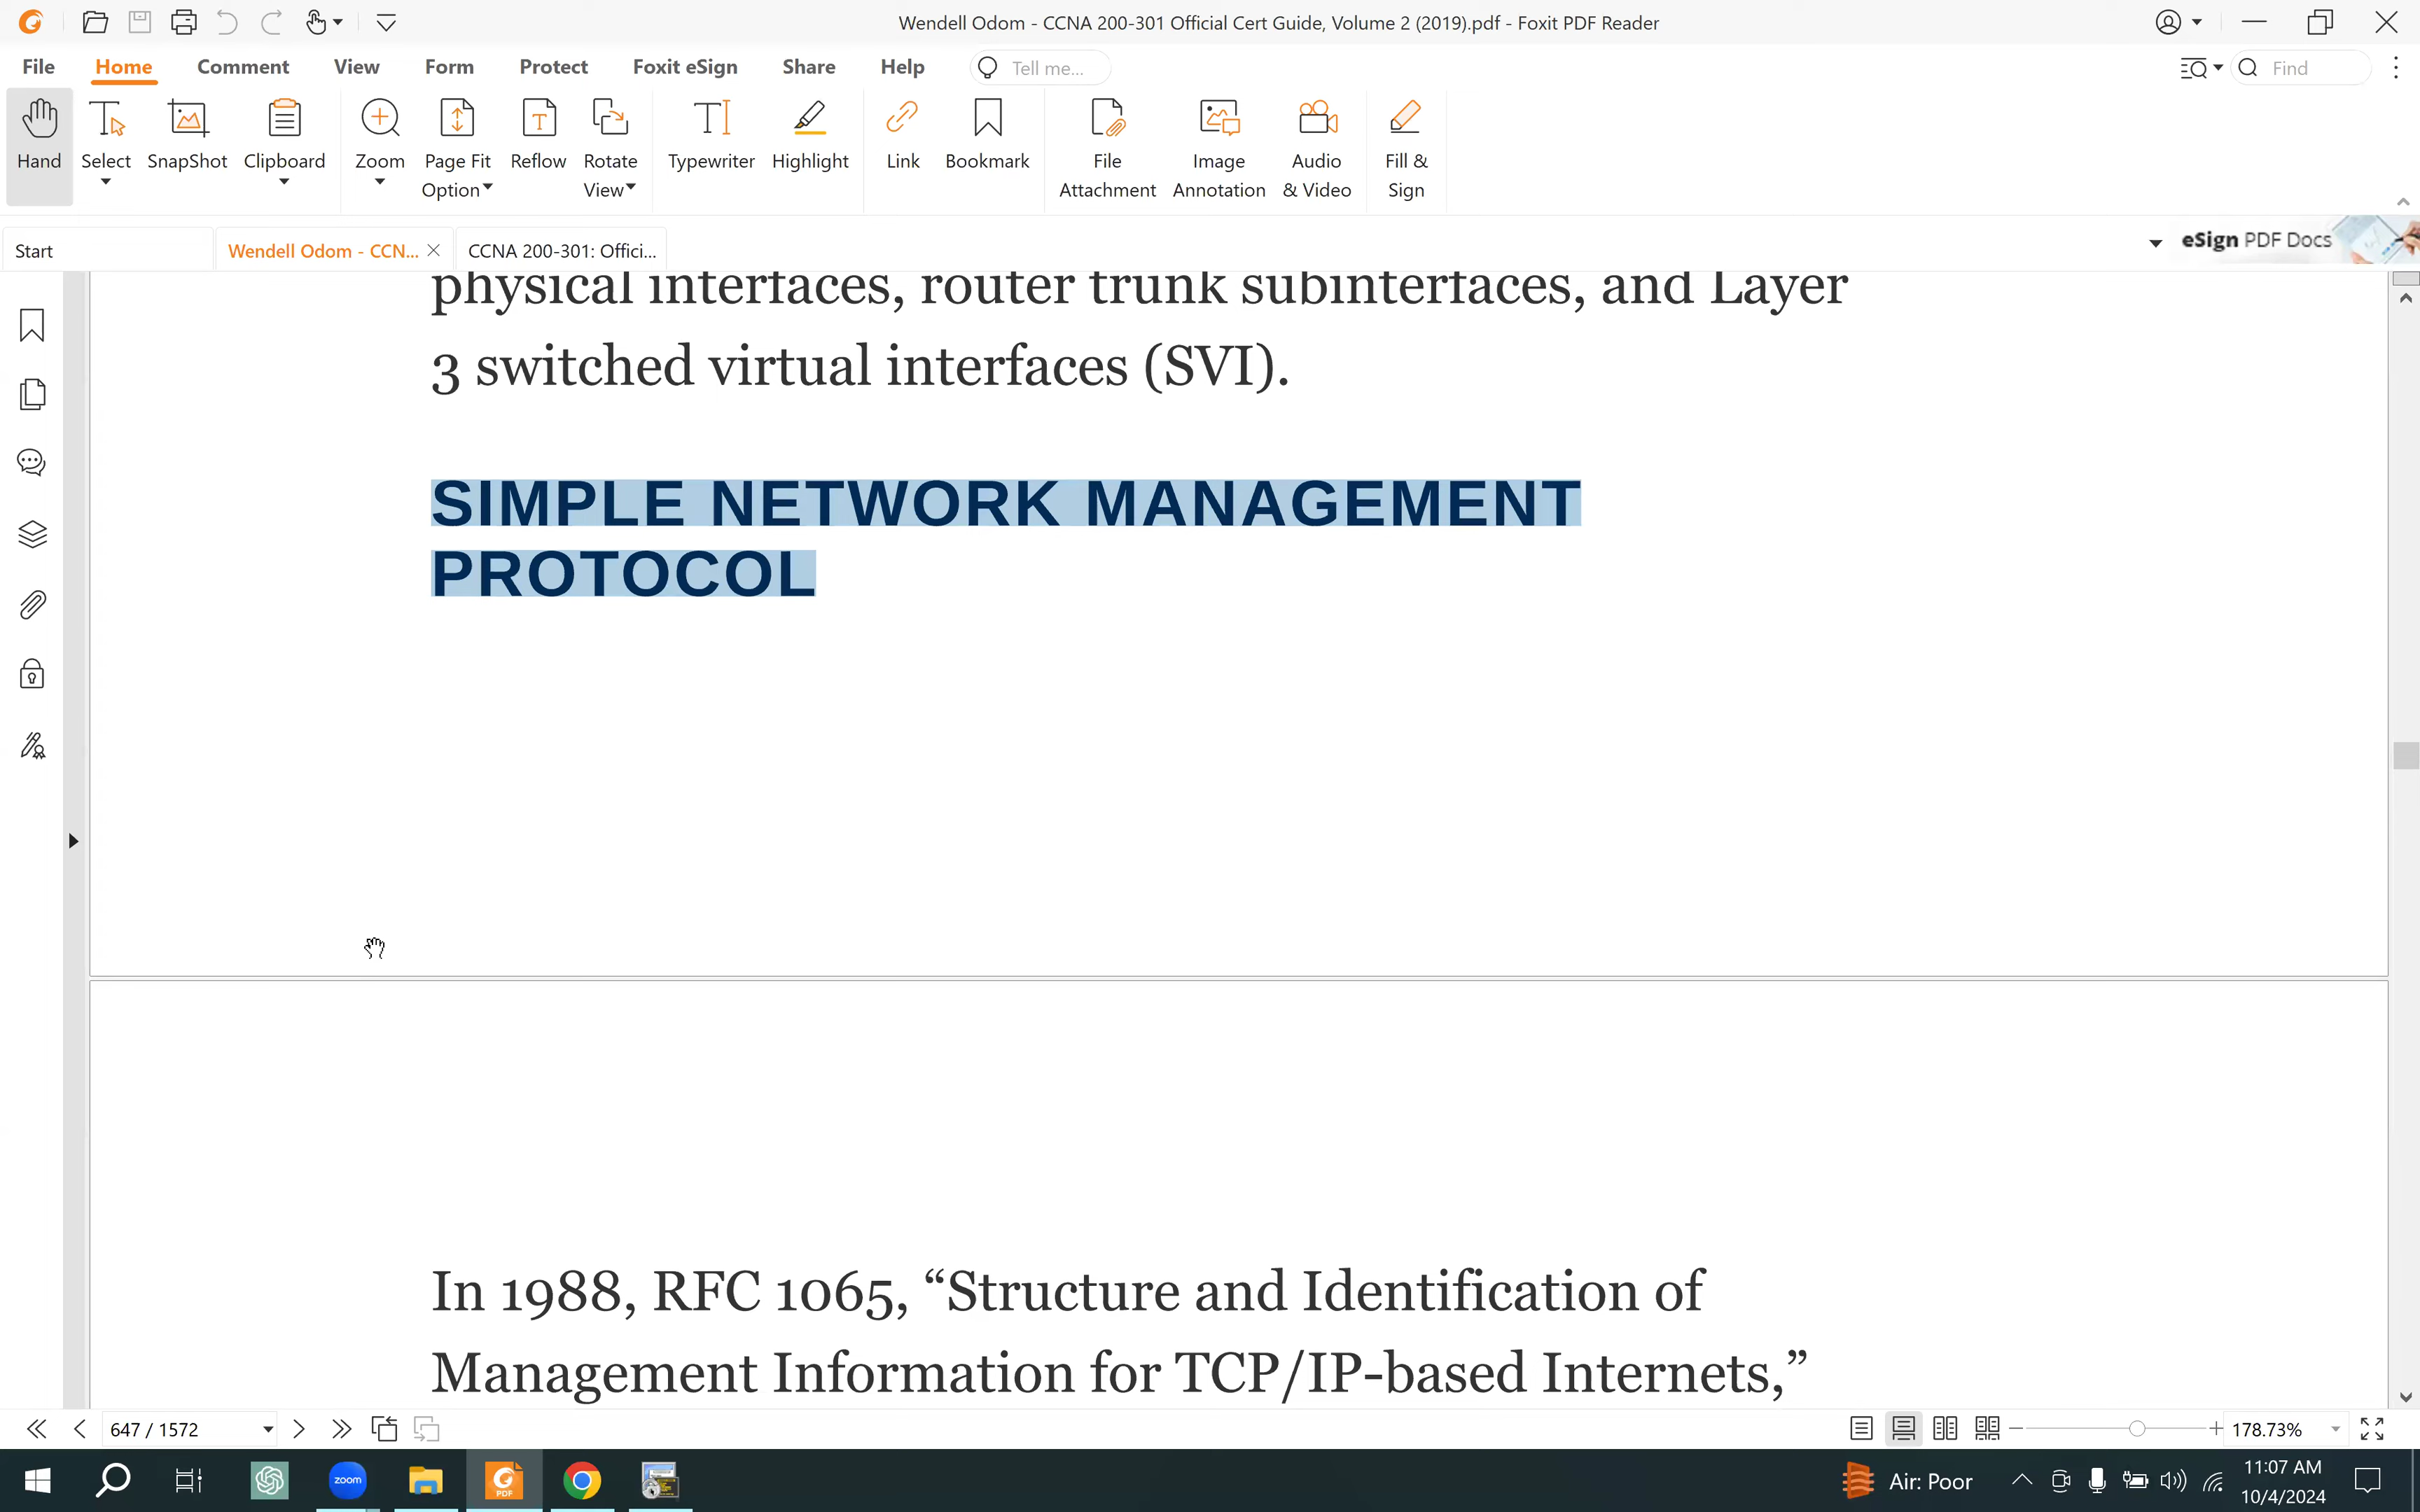 Wendell Odom - CCNA 200-301 Official Cert Guide, Volume 2 (2019).pdf - Foxit PDF Reader
File Home Comment View Form Protect Foxit eSign Share Help Tell me... Find
Hand Select SnapShot Clipboard Zoom Page Fit Option Reflow Rotate View Typewriter Highlight Link Bookmark File Attachment Image Annotation Audio & Video Fill & Sign
Start Wendell Odom - CCN... CCNA 200-301: Offici... eSign PDF Docs
physical interfaces, router trunk subinterfaces, and Layer
3 switched virtual interfaces (SVI).
SIMPLE NETWORK MANAGEMENT
PROTOCOL
In 1988, RFC 1065, “Structure and Identification of
Management Information for TCP/IP-based Internets,”
647 / 1572 178.73%
zoom PDF Air: Poor 11:07 AM
10/4/2024